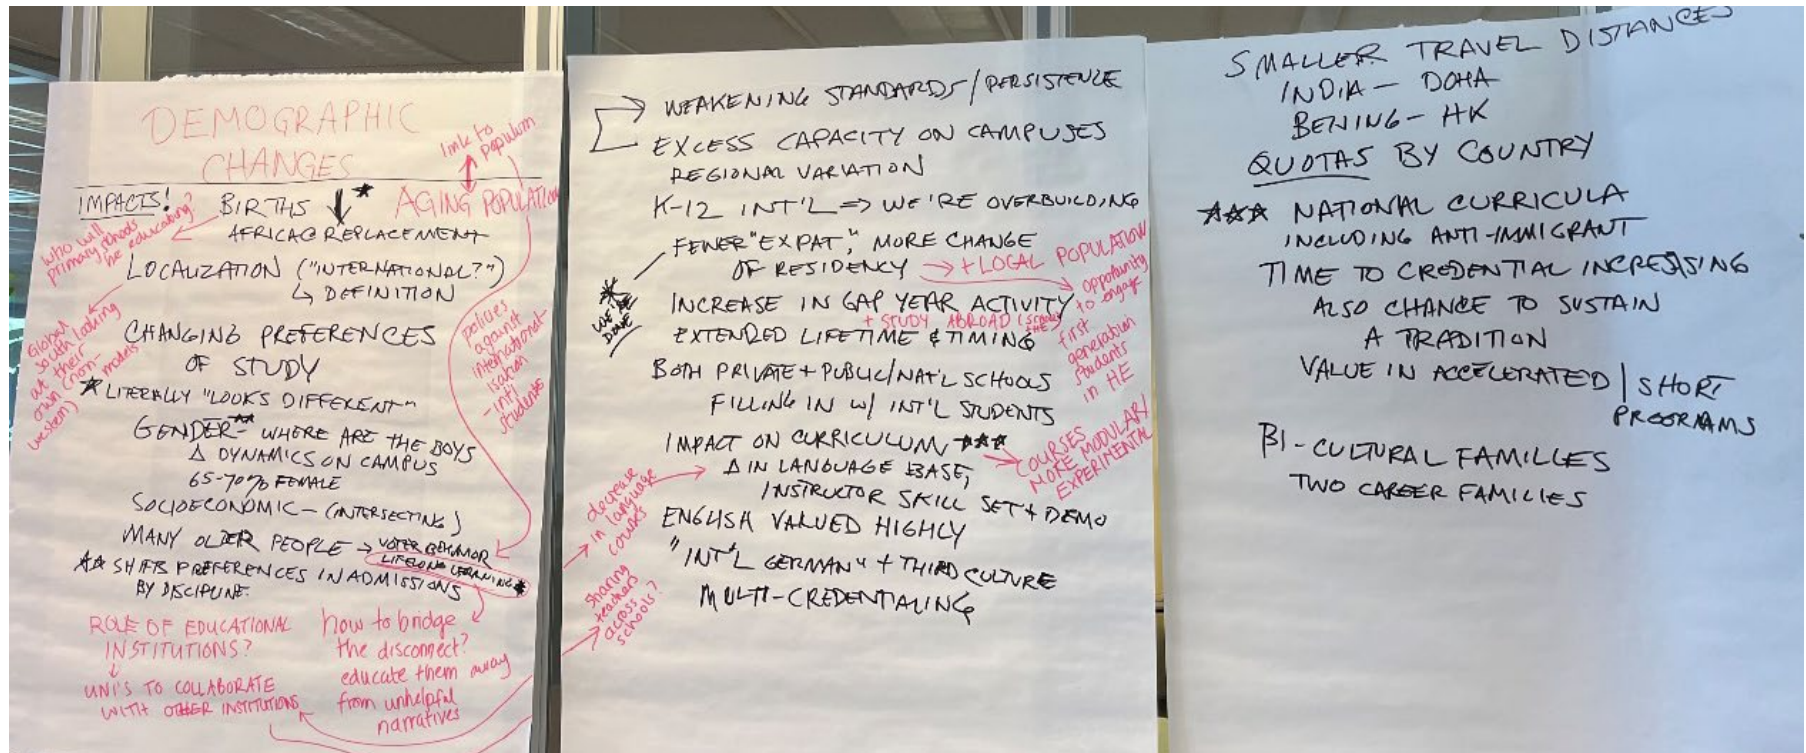 DEMOGRAPHIC
CHANGES
link to
populism
IMPACTS!
BIRTHS ↓ *
AGING POPULATION
AFRICA @ REPLACEMENT
who will
primary schools
be educating?
LOCALIZATION ("INTERNATIONAL?")
↳ DEFINITION
Global
south looking
at their
own (non-
western) models
CHANGING PREFERENCES
OF STUDY
policies
against
international-
isation
- int'l
students
* LITERALLY "LOOKS DIFFERENT"
GENDER-** WHERE ARE THE BOYS
Δ DYNAMICS ON CAMPUS
65-70% FEMALE
SOCIOECONOMIC - (INTERSECTING)
MANY OLDER PEOPLE → VOTER BEHAVIOR
LIFELONG LEARNING *
** SHIFTS PREFERENCES IN ADMISSIONS
BY DISCIPLINE
ROLE OF EDUCATIONAL
INSTITUTIONS?
↓
UNI'S TO COLLABORATE
WITH OTHER INSTITUTIONS
how to bridge
the disconnect?
educate them away
from unhelpful
narratives
WEAKENING STANDARDS/PERSISTENCE
EXCESS CAPACITY ON CAMPUSES
REGIONAL VARIATION
K-12 INT'L ⇒ WE'RE OVERBUILDING
FEWER "EXPAT," MORE CHANGE
OF RESIDENCY → + LOCAL POPULATION
opportunity
to engage
first
generation
students
in HE
* WE'RE
DONE
INCREASE IN GAP YEAR ACTIVITY
+ STUDY ABROAD (SCHOOLS
EXTENDED LIFETIME & TIMING
BOTH PRIVATE + PUBLIC/NAT'L SCHOOLS
FILLING IN W/ INT'L STUDENTS
IMPACT ON CURRICULUM ***
COURSES
MORE MODULAR/
EXPERIMENTAL
Δ IN LANGUAGE BASE,
INSTRUCTOR SKILL SET + DEMO
decrease
in language
courses
ENGLISH VALUED HIGHLY
"INT'L GERMAN" + THIRD CULTURE
MULTI-CREDENTIALING
sharing
teachers
across
schools?
SMALLER TRAVEL DISTANCES
INDIA - DOHA
BEIJING - HK
QUOTAS BY COUNTRY
*** NATIONAL CURRICULA
INCLUDING ANTI-IMMIGRANT
TIME TO CREDENTIAL INCRESISING
ALSO CHANCE TO SUSTAIN
A TRADITION
VALUE IN ACCELERATED / SHORT
PROGRAMS
BI-CULTURAL FAMILIES
TWO CAREER FAMILIES